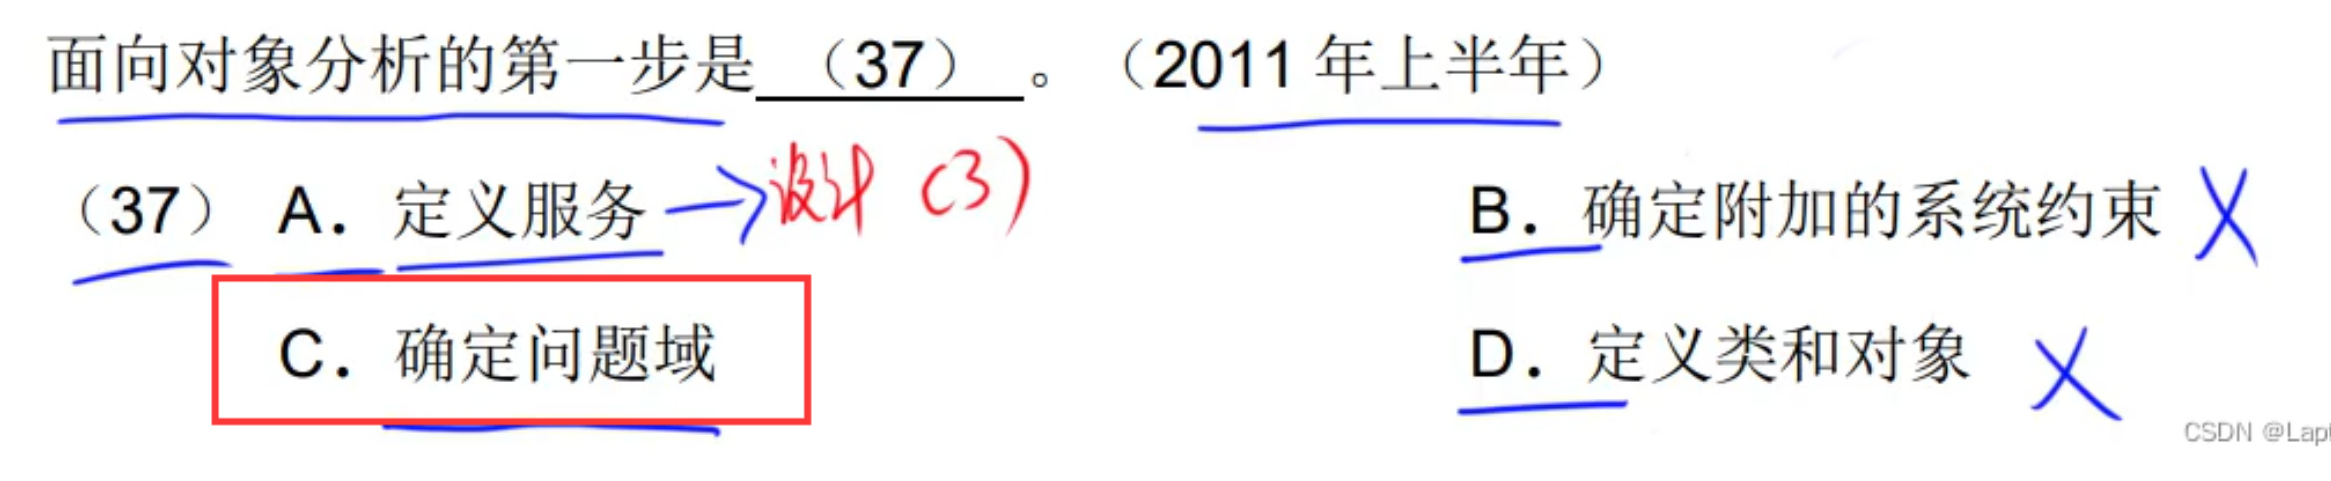 面向对象分析的第一步是 （37） 。（2011 年上半年）
（37） A． 定义服务 → 设计 （3） B． 确定附加的系统约束 X
C． 确定问题域 D． 定义类和对象 X
CSDN @Lap